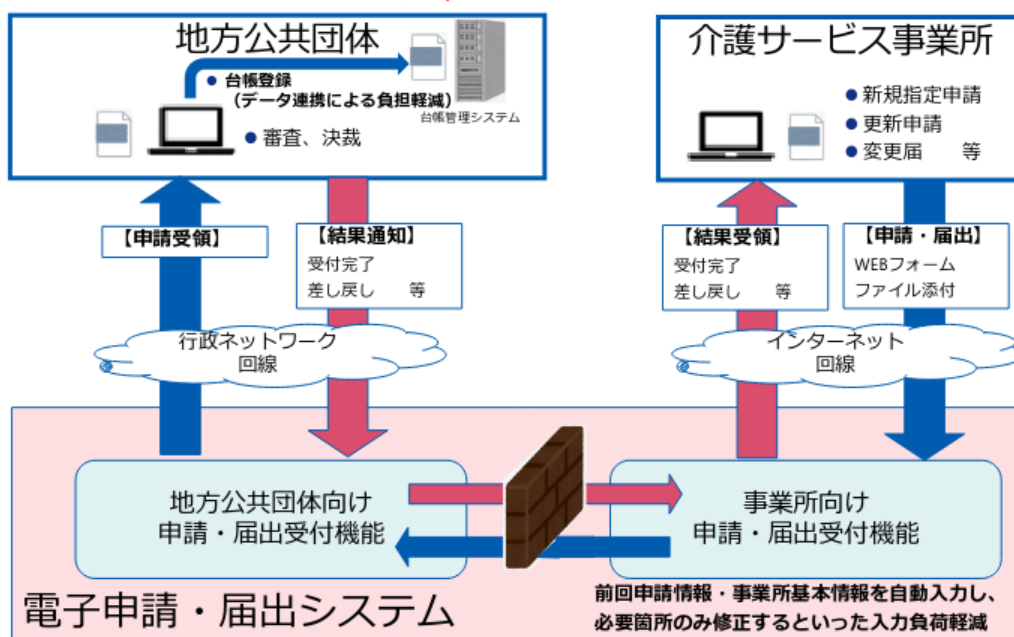 地方公共団体
● 台帳登録
（データ連携による負担軽減）
台帳管理システム
● 審査、決裁
介護サービス事業所
● 新規指定申請
● 更新申請
● 変更届　　等
【申請受領】
【結果通知】
受付完了
差し戻し　　等
【結果受領】
受付完了
差し戻し　　等
【申請・届出】
WEBフォーム
ファイル添付
行政ネットワーク
回線
インターネット
回線
地方公共団体向け
申請・届出受付機能
事業所向け
申請・届出受付機能
電子申請・届出システム
前回申請情報・事業所基本情報を自動入力し、
必要箇所のみ修正するといった入力負荷軽減